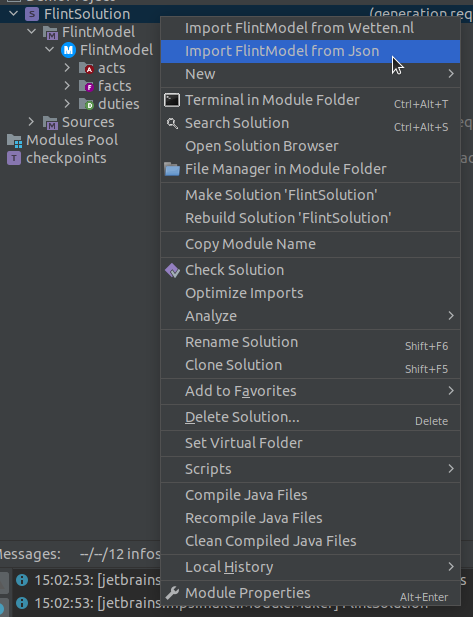 FlintSolution
(generation req
FlintModel
FlintModel
acts
facts
duties
Sources
Modules Pool
checkpoints
Import FlintModel from Wetten.nl
Import FlintModel from Json
New
Terminal in Module Folder Ctrl+Alt+T
Search Solution Ctrl+Alt+S
Open Solution Browser
File Manager in Module Folder
Make Solution 'FlintSolution'
Rebuild Solution 'FlintSolution'
Copy Module Name
Check Solution
Optimize Imports
Analyze
Rename Solution Shift+F6
Clone Solution Shift+F5
Add to Favorites
Delete Solution... Delete
Set Virtual Folder
Scripts
Compile Java Files
Recompile Java Files
Clean Compiled Java Files
Local History
Module Properties Alt+Enter
Messages: --/--/12 infos
15:02:53: [jetbrains
15:02:53: [jetbrains